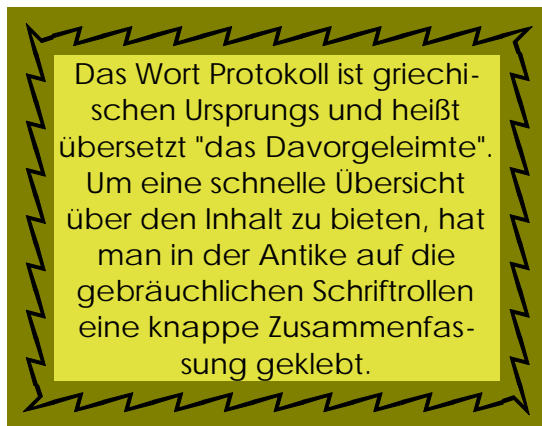 Das Wort Protokoll ist griechi-
schen Ursprungs und heißt
übersetzt "das Davorgeleimte".
Um eine schnelle Übersicht
über den Inhalt zu bieten, hat
man in der Antike auf die
gebräuchlichen Schriftrollen
eine knappe Zusammenfas-
sung geklebt.